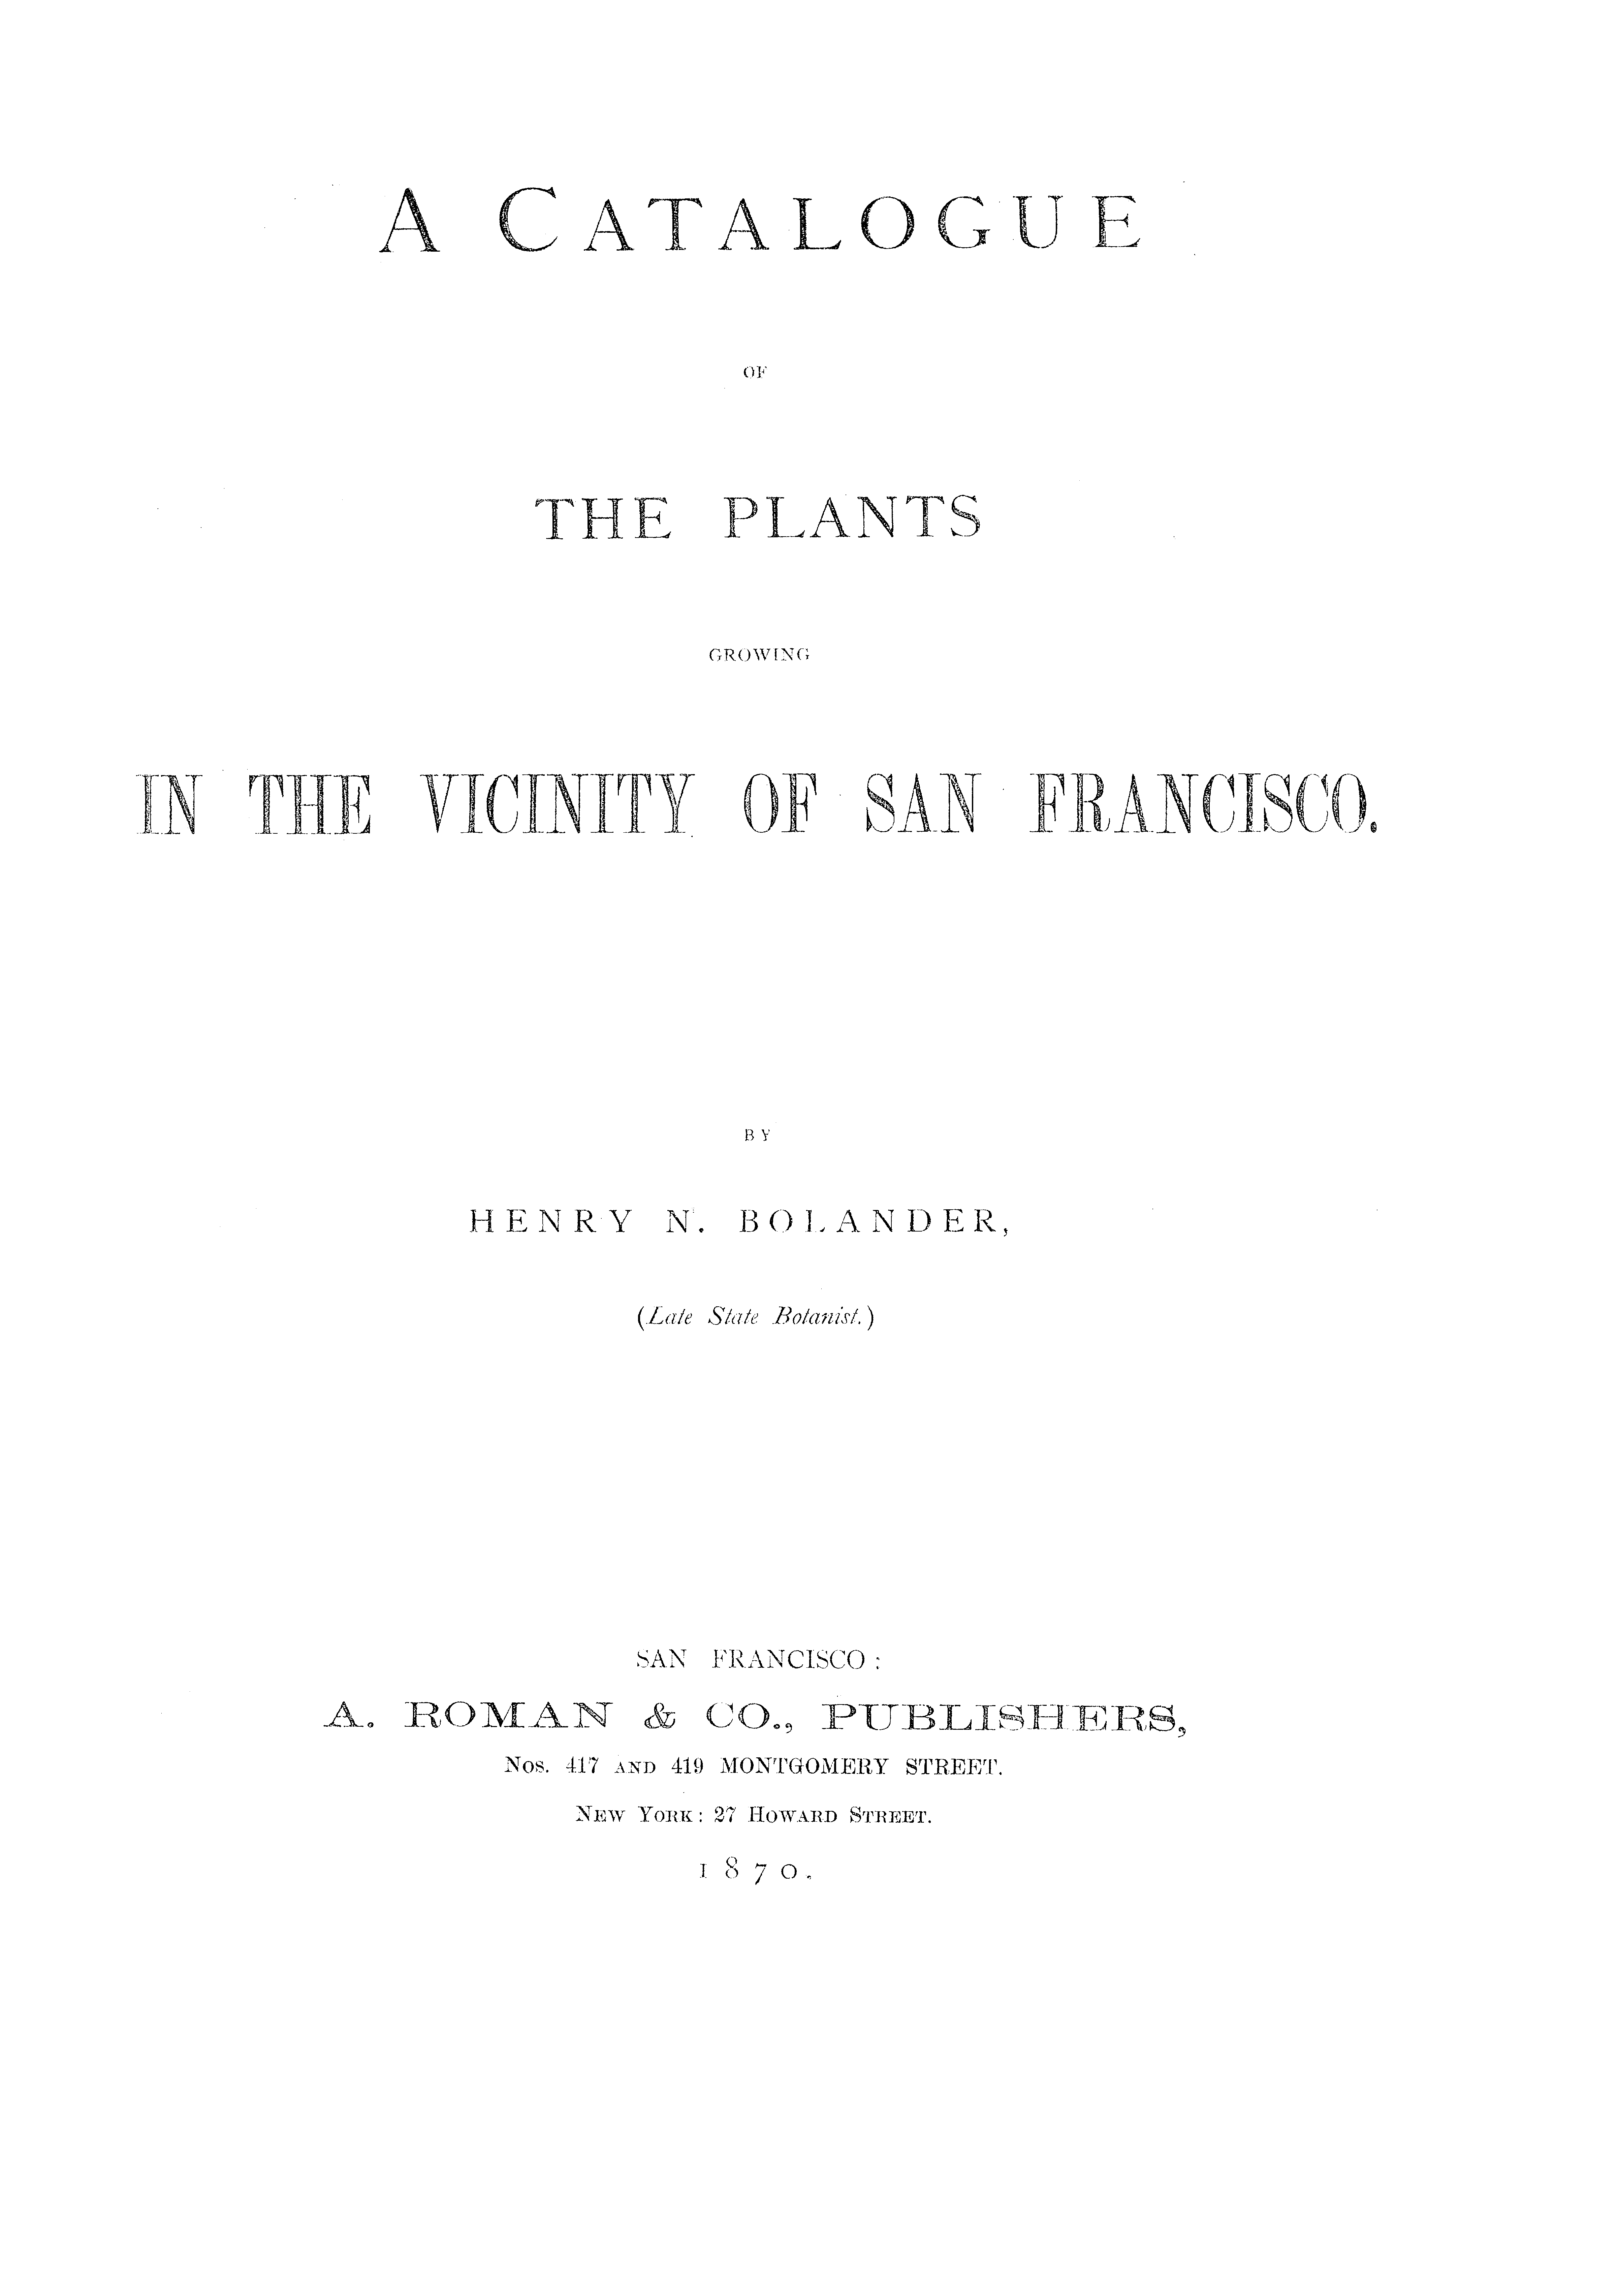 A CATALOGUE
OF
THE PLANTS
GROWING
IN THE VICINITY OF SAN FRANCISCO.
BY
HENRY N. BOLANDER,
(Late State Botanist.)
SAN FRANCISCO:
A. ROMAN & CO., PUBLISHERS,
Nos. 417 AND 419 MONTGOMERY STREET.
NEW YORK: 27 HOWARD STREET.
1870.